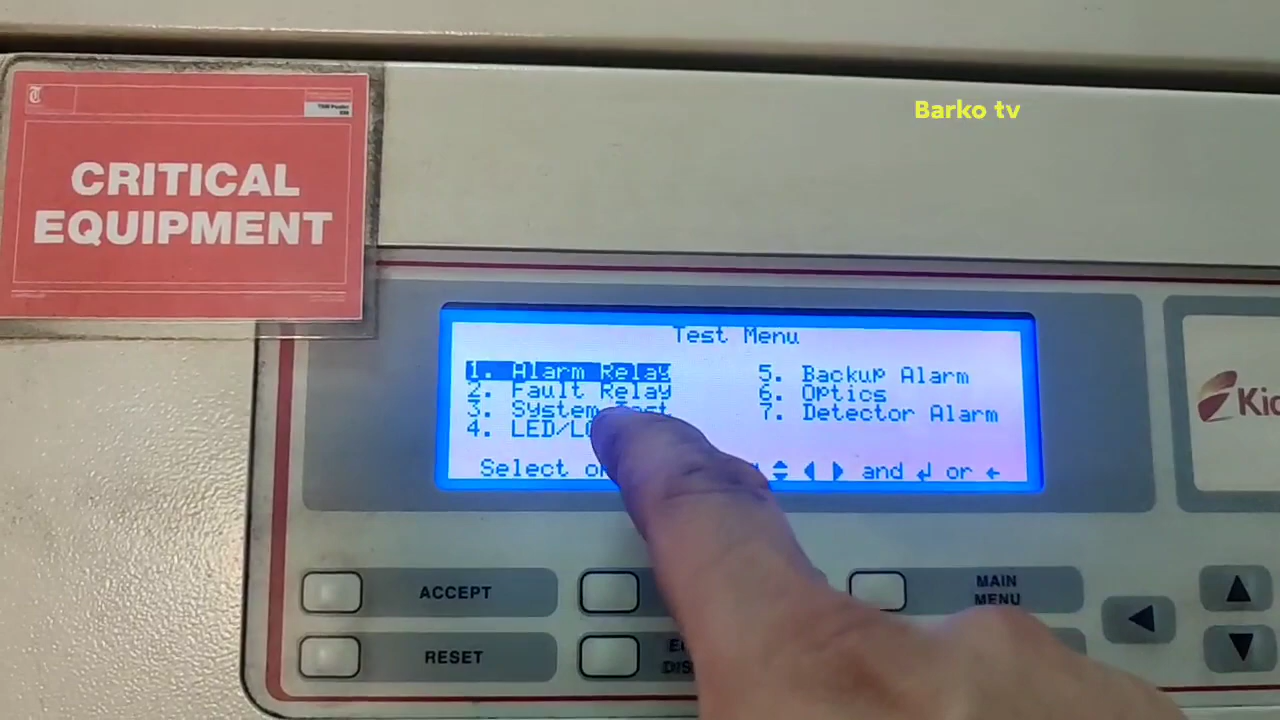 Barko tv
CRITICAL
EQUIPMENT
Test Menu
1. Alarm Relay
2. Fault Relay
3. System Test
4. LED/L
5. Backup Alarm
6. Optics
7. Detector Alarm
Select and ↲ or ←
ACCEPT
MAIN
MENU
RESET